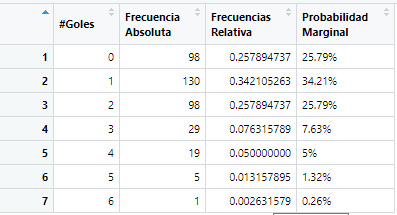 #Goles Frecuencia Absoluta Frecuencias Relativa Probabilidad Marginal
1 0 98 0.257894737 25.79%
2 1 130 0.342105263 34.21%
3 2 98 0.257894737 25.79%
4 3 29 0.076315789 7.63%
5 4 19 0.050000000 5%
6 5 5 0.013157895 1.32%
7 6 1 0.002631579 0.26%